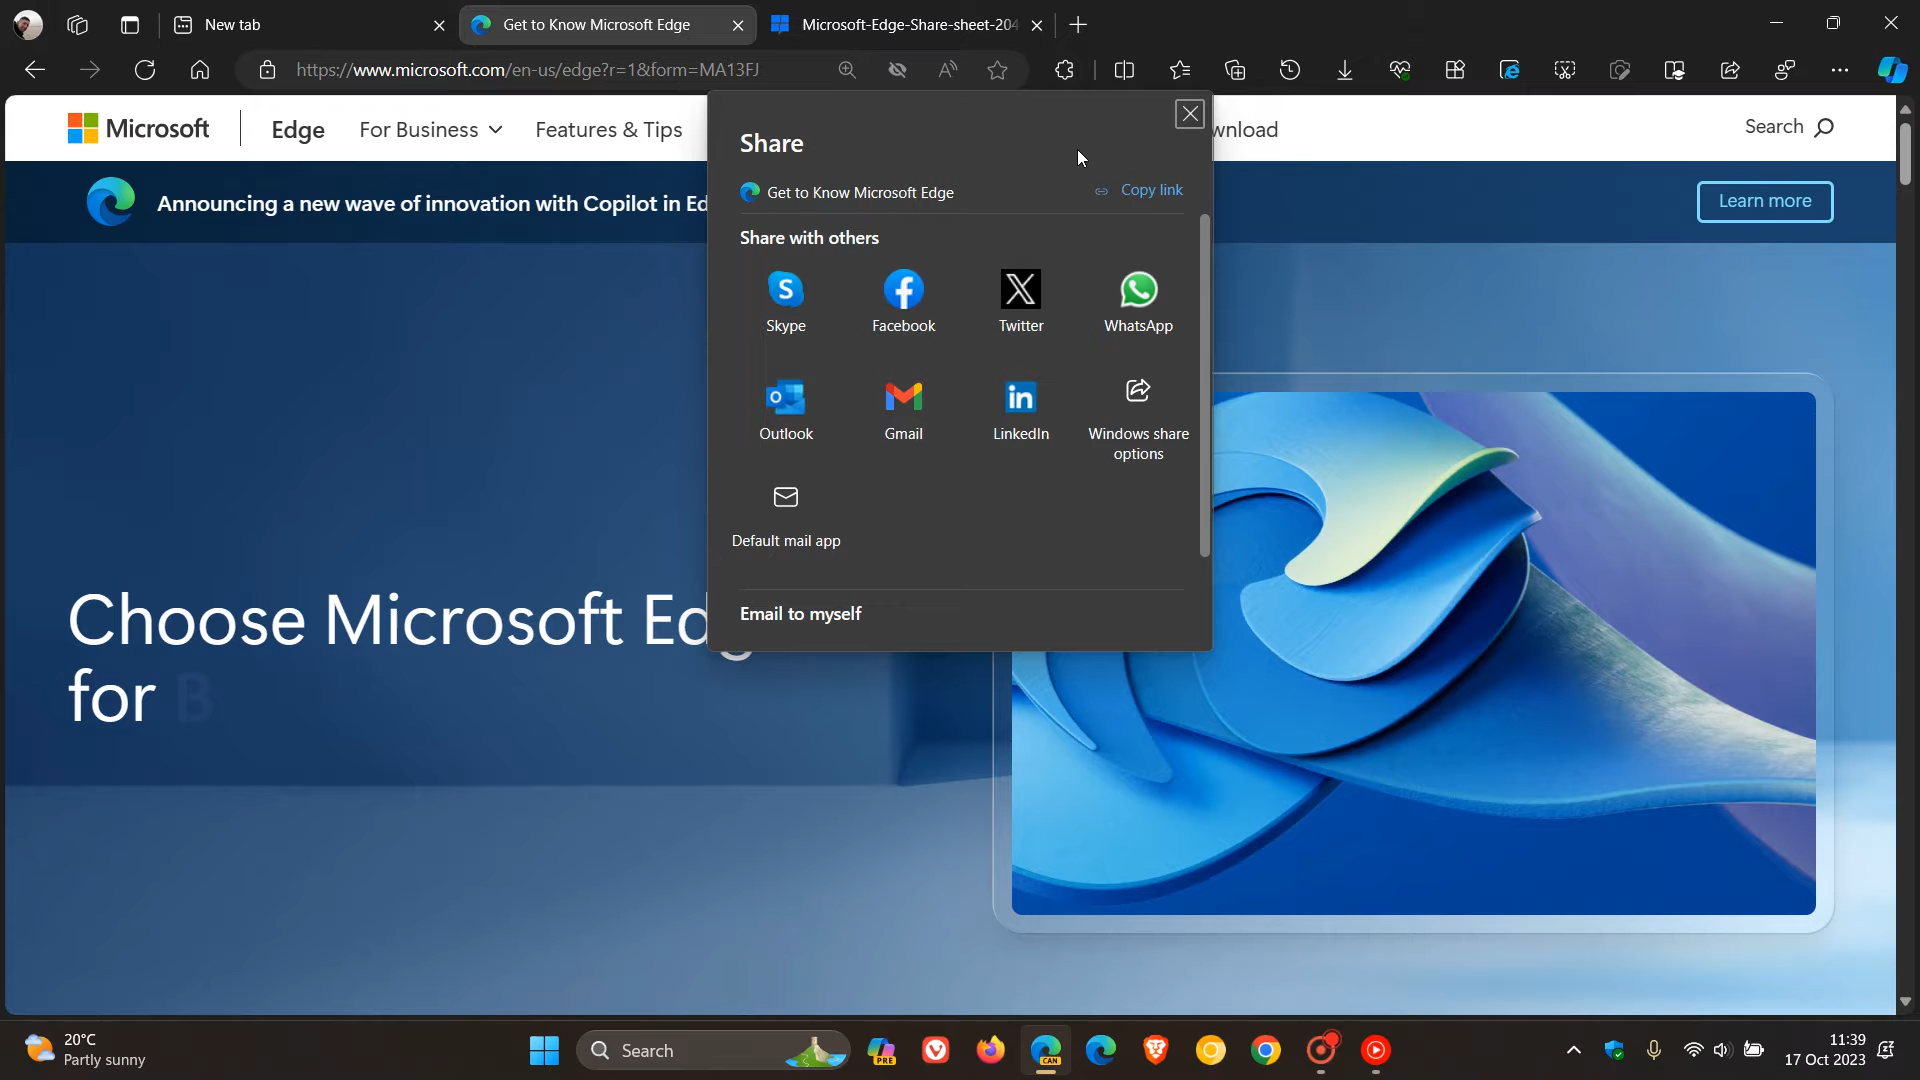 New tab
Get to Know Microsoft Edge
Microsoft-Edge-Share-sheet-204
https://www.microsoft.com/en-us/edge?r=1&form=MA13FJ
Microsoft
Edge
For Business
Features & Tips
wnload
Search
Announcing a new wave of innovation with Copilot in Ed
Learn more
Share
Get to Know Microsoft Edge
Copy link
Share with others
S
Skype
Facebook
Twitter
WhatsApp
Outlook
Gmail
LinkedIn
Windows share
options
Default mail app
Email to myself
Choose Microsoft Edg
for B
20°C
Partly sunny
Search
PRE
CAN
11:39
17 Oct 2023